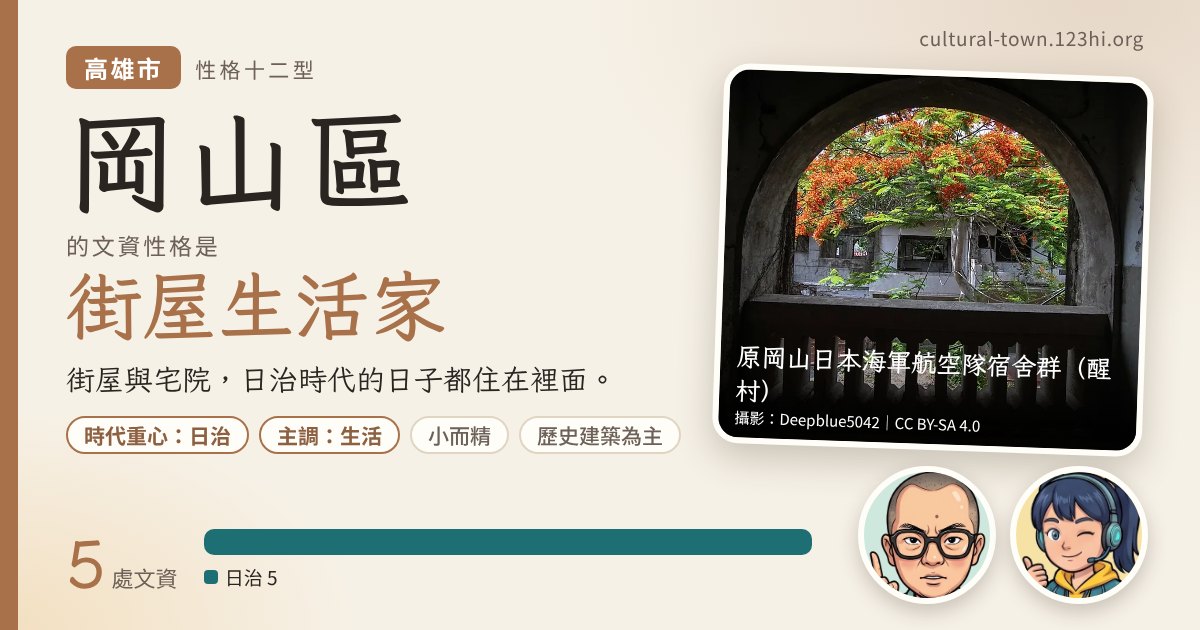 cultural-town.123hi.org
高雄市 性格十二型
岡山區
的文資性格是
街屋生活家
街屋與宅院，日治時代的日子都住在裡面。
時代重心：日治 主調：生活 小而精 歷史建築為主
原岡山日本海軍航空隊宿舍群（醒
村）
攝影：Deepblue5042｜CC BY-SA 4.0
5 處文資
日治 5